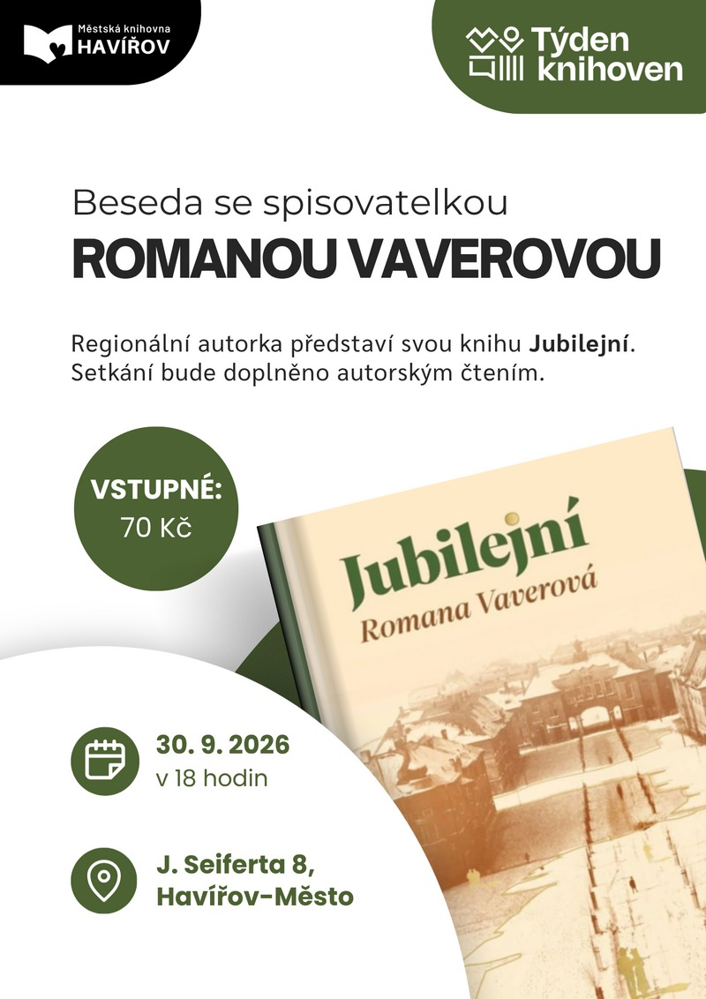 Městská knihovna
HAVÍŘOV
Týden
knihoven
Beseda se spisovatelkou
ROMANOU VAVEROVOU
Regionální autorka představí svou knihu Jubilejní.
Setkání bude doplněno autorským čtením.
VSTUPNÉ:
70 Kč
Jubilejní
Romana Vaverová
30. 9. 2026
v 18 hodin
J. Seiferta 8,
Havířov-Město